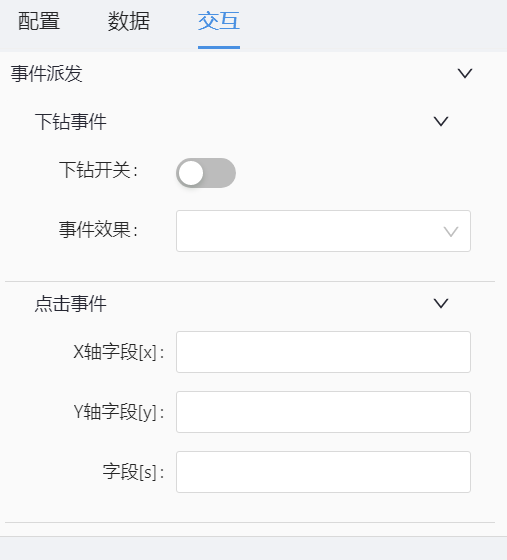 配置 数据 交互
事件派发
下钻事件
下钻开关:
事件效果:
点击事件
X轴字段[x]:
Y轴字段[y]:
字段[s]: